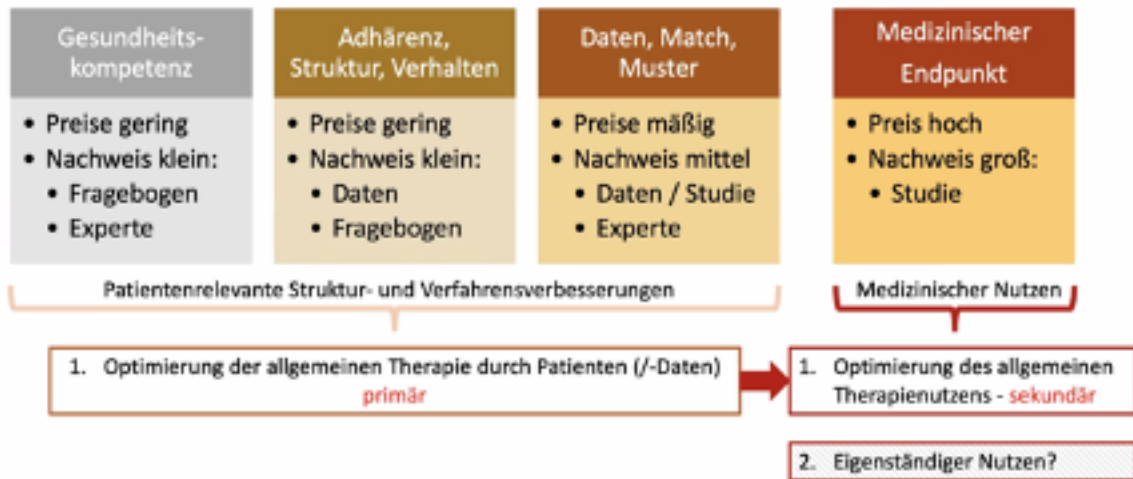 Gesundheits-
kompetenz
• Preise gering
• Nachweis klein:
• Fragebogen
• Experte
Adhärenz,
Struktur, Verhalten
• Preise gering
• Nachweis klein:
• Daten
• Fragebogen
Daten, Match,
Muster
• Preise mäßig
• Nachweis mittel
• Daten / Studie
• Experte
Medizinischer
Endpunkt
• Preis hoch
• Nachweis groß:
• Studie
Patientenrelevante Struktur- und Verfahrensverbesserungen
Medizinischer Nutzen
1. Optimierung der allgemeinen Therapie durch Patienten (/-Daten)
primär
1. Optimierung des allgemeinen
Therapienutzens - sekundär
2. Eigenständiger Nutzen?